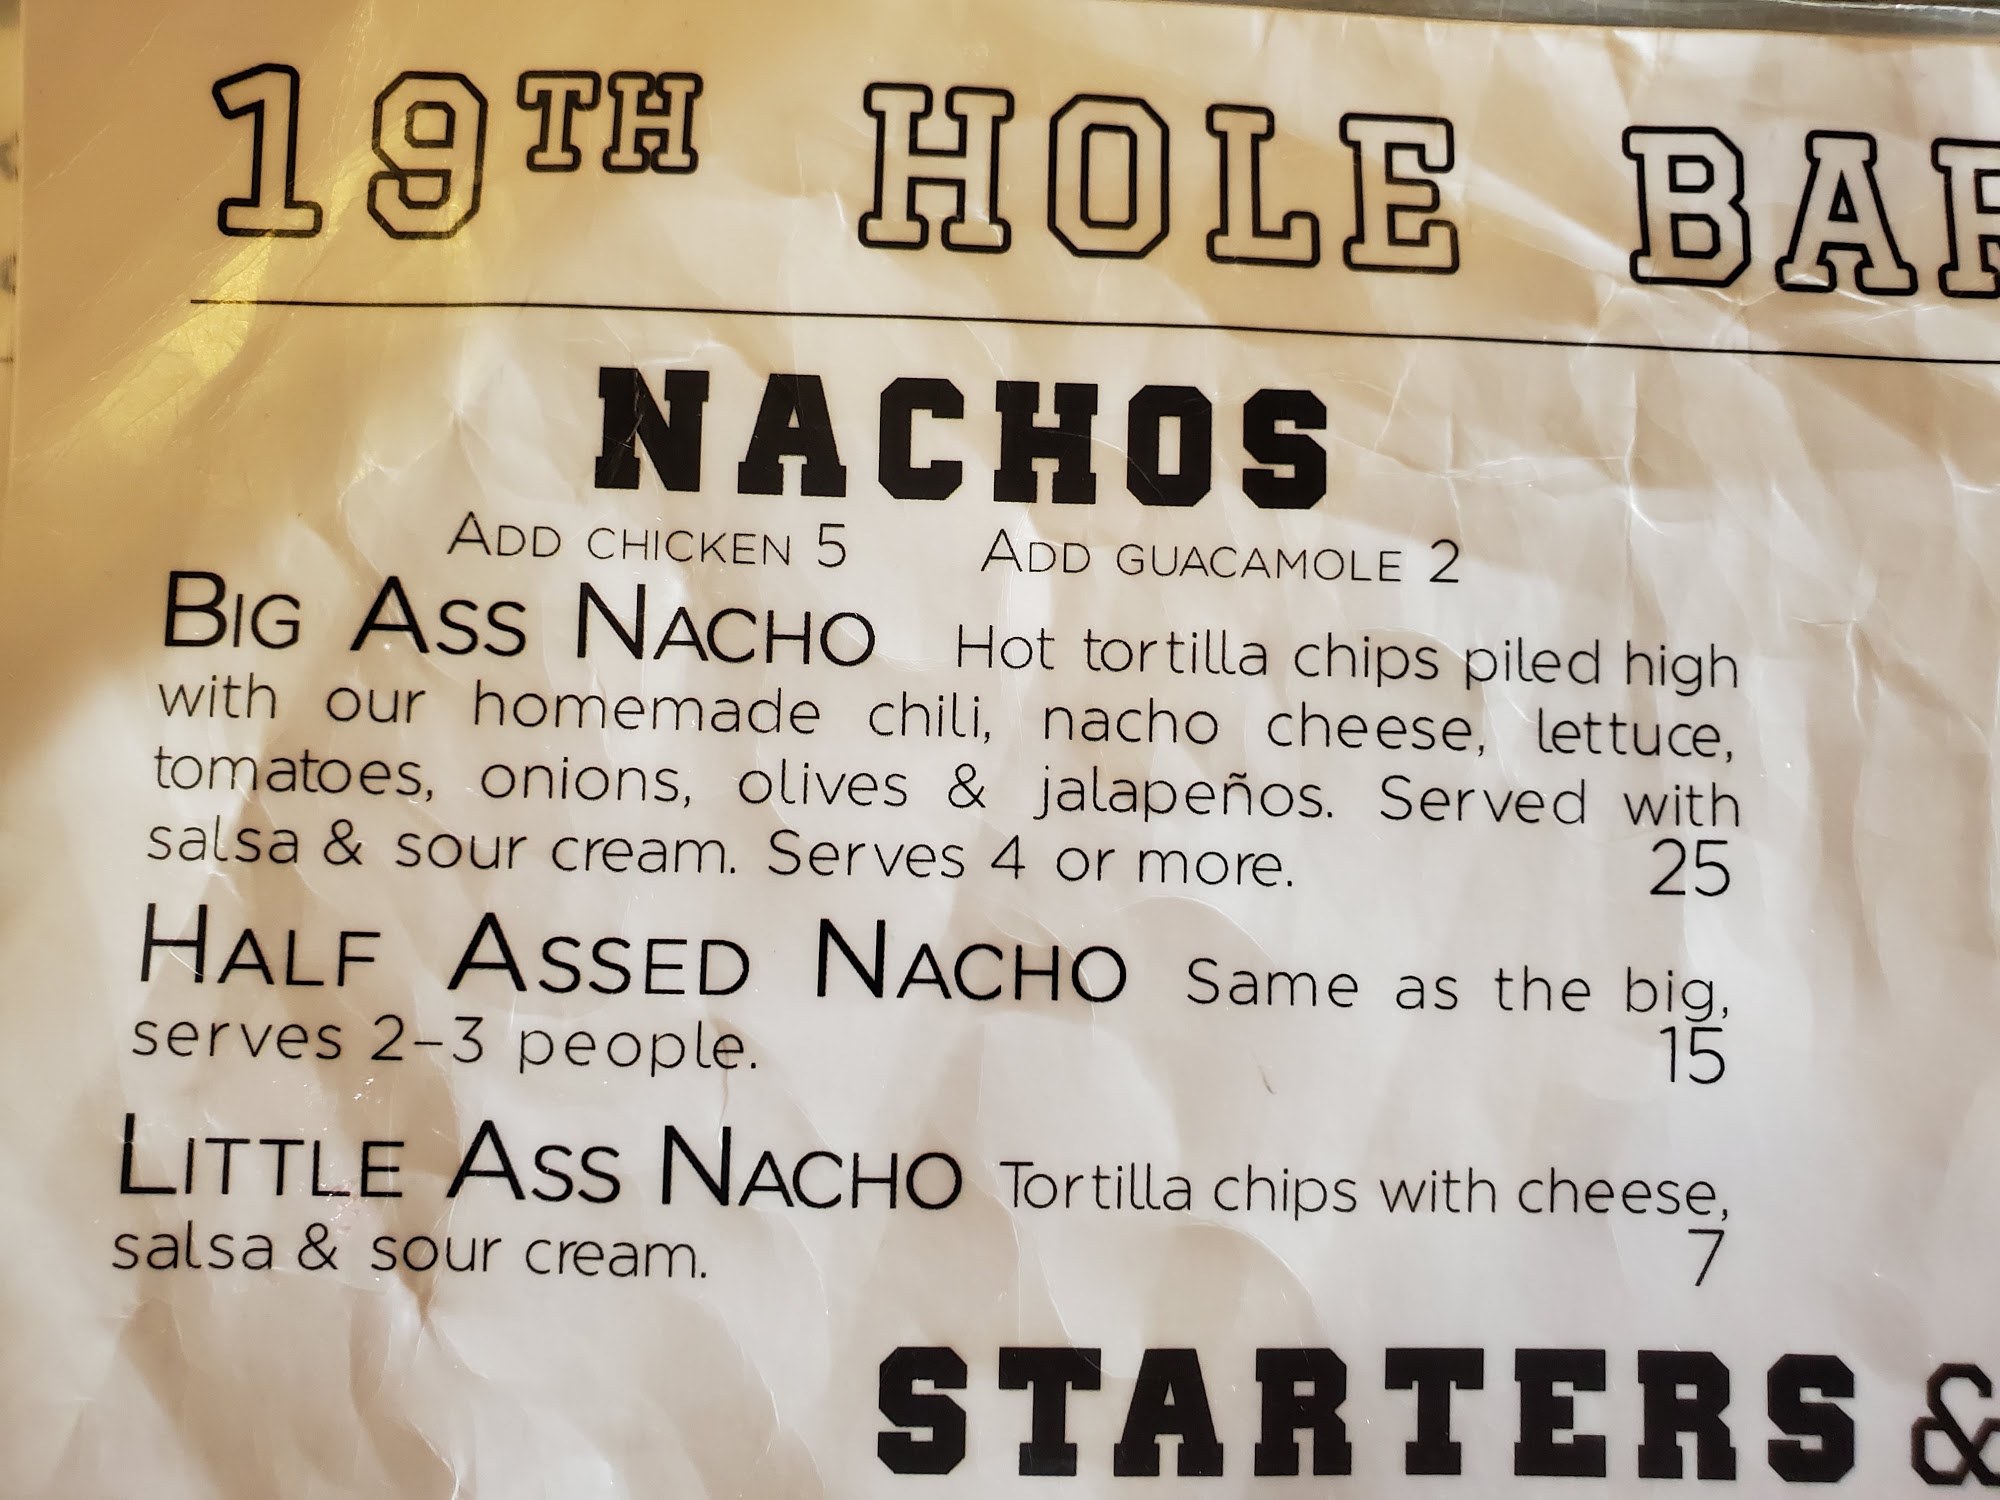 19TH HOLE BAR
NACHOS
ADD CHICKEN 5 ADD GUACAMOLE 2
BIG ASS NACHO Hot tortilla chips piled high
with our homemade chili, nacho cheese, lettuce,
tomatoes, onions, olives & jalapeños. Served with
salsa & sour cream. Serves 4 or more. 25
HALF ASSED NACHO Same as the big,
serves 2-3 people. 15
LITTLE ASS NACHO Tortilla chips with cheese,
salsa & sour cream. 7
STARTERS &